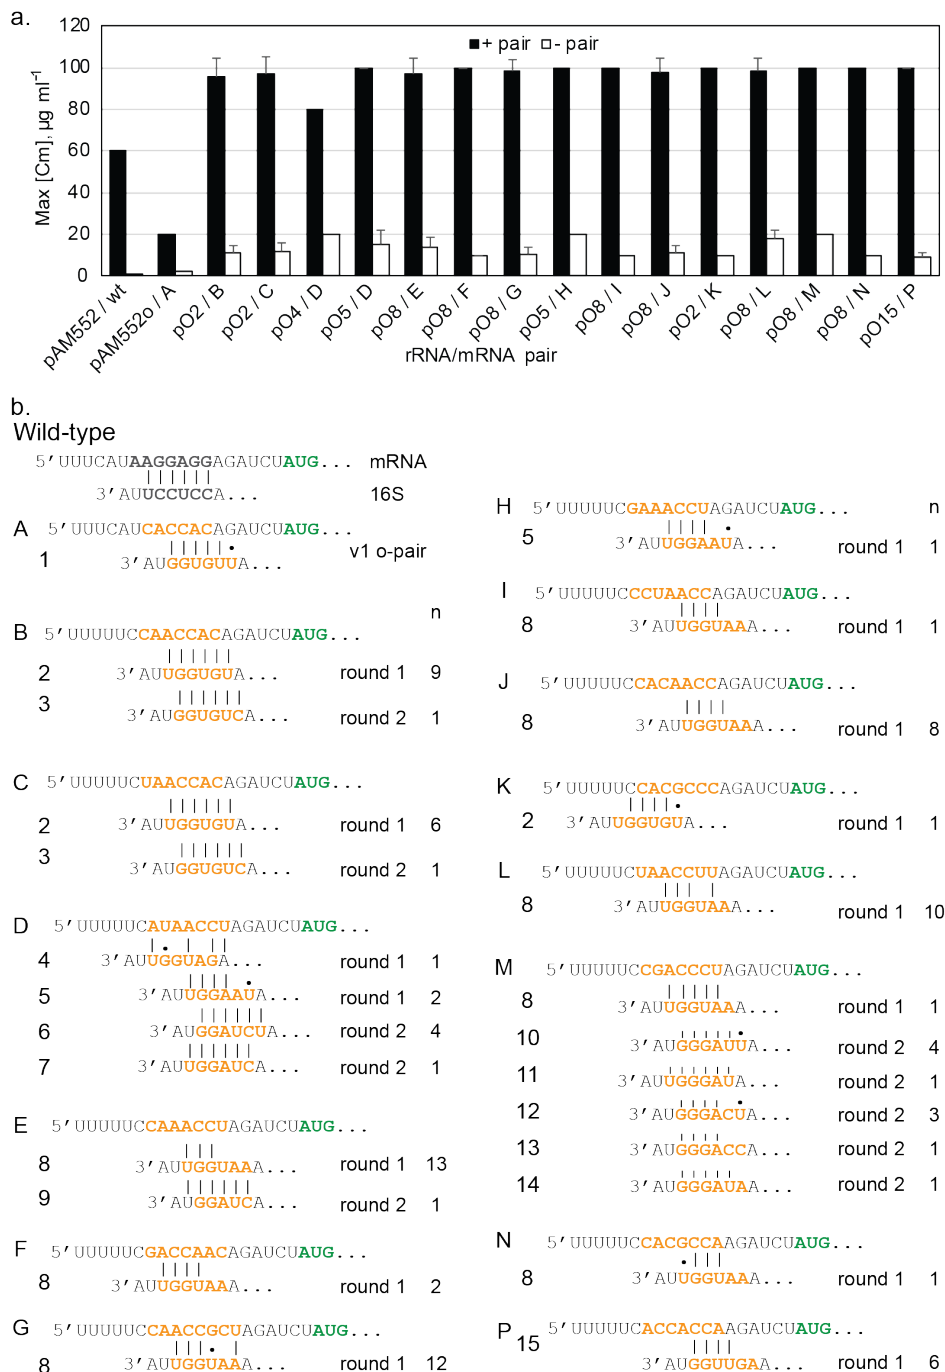 a.
120
100
80
60
40
20
0
Max [Cm], µg ml-1
+ pair - pair
pAM552 / wt
pAM552o / A
pO2 / B
pO2 / C
pO4 / D
pO5 / D
pO8 / E
pO8 / F
pO8 / G
pO5 / H
pO8 / I
pO8 / J
pO2 / K
pO8 / L
pO8 / M
pO8 / N
pO15 / P
rRNA/mRNA pair
b.
Wild-type
5′UUUCAUAAGGAGGAGAUCUAUG... mRNA
3′AUUCCUCCA... 16S
A 5′UUUCAUCACCACAGAUCUAUG...
1 3′AUGGUGUUA... v1 o-pair
n
B 5′UUUUUCCAACCACAGAUCUAUG...
2 3′AUUGGUGUA... round 1 9
3 3′AUGGUGUCA... round 2 1
C 5′UUUUUCUAACCACAGAUCUAUG...
2 3′AUUGGUGUA... round 1 6
3 3′AUGGUGUCA... round 2 1
D 5′UUUUUCAUAACCUAGAUCUAUG...
4 3′AUUGGUAGA... round 1 1
5 3′AUUGGAAUA... round 1 2
6 3′AUGGAUCUA... round 2 4
7 3′AUUGGAUCA... round 2 1
E 5′UUUUUCCAAACCUAGAUCUAUG...
8 3′AUUGGUAAA... round 1 13
9 3′AUGGAUCA... round 2 1
F 5′UUUUUCGACCAACAGAUCUAUG...
8 3′AUUGGUAAA... round 1 2
G 5′UUUUUCCAACCGCUAGAUCUAUG...
8 3′AUUGGUAAA... round 1 12
H 5′UUUUUCGAAACCUAGAUCUAUG... n
5 3′AUUGGAAUA... round 1 1
I 5′UUUUUCCCUAACCAGAUCUAUG...
8 3′AUUGGUAAA... round 1 1
J 5′UUUUUCCACAACCAGAUCUAUG...
8 3′AUUGGUAAA... round 1 8
K 5′UUUUUCCACGCCCAGAUCUAUG...
2 3′AUUGGUGUA... round 1 1
L 5′UUUUUCUAACCUUAGAUCUAUG...
8 3′AUUGGUAAA... round 1 10
M 5′UUUUUCCGACCCUAGAUCUAUG...
8 3′AUUGGUAAA... round 1 1
10 3′AUGGGAUUA... round 2 4
11 3′AUUGGGAUA... round 2 1
12 3′AUGGGACUA... round 2 3
13 3′AUGGGACCA... round 2 1
14 3′AUGGGAUAA... round 2 1
N 5′UUUUUCCACGCCAAGAUCUAUG...
8 3′AUUGGUAAA... round 1 1
P 5′UUUUUCACCACCAAGAUCUAUG...
15 3′AUGGUUGAA... round 1 6